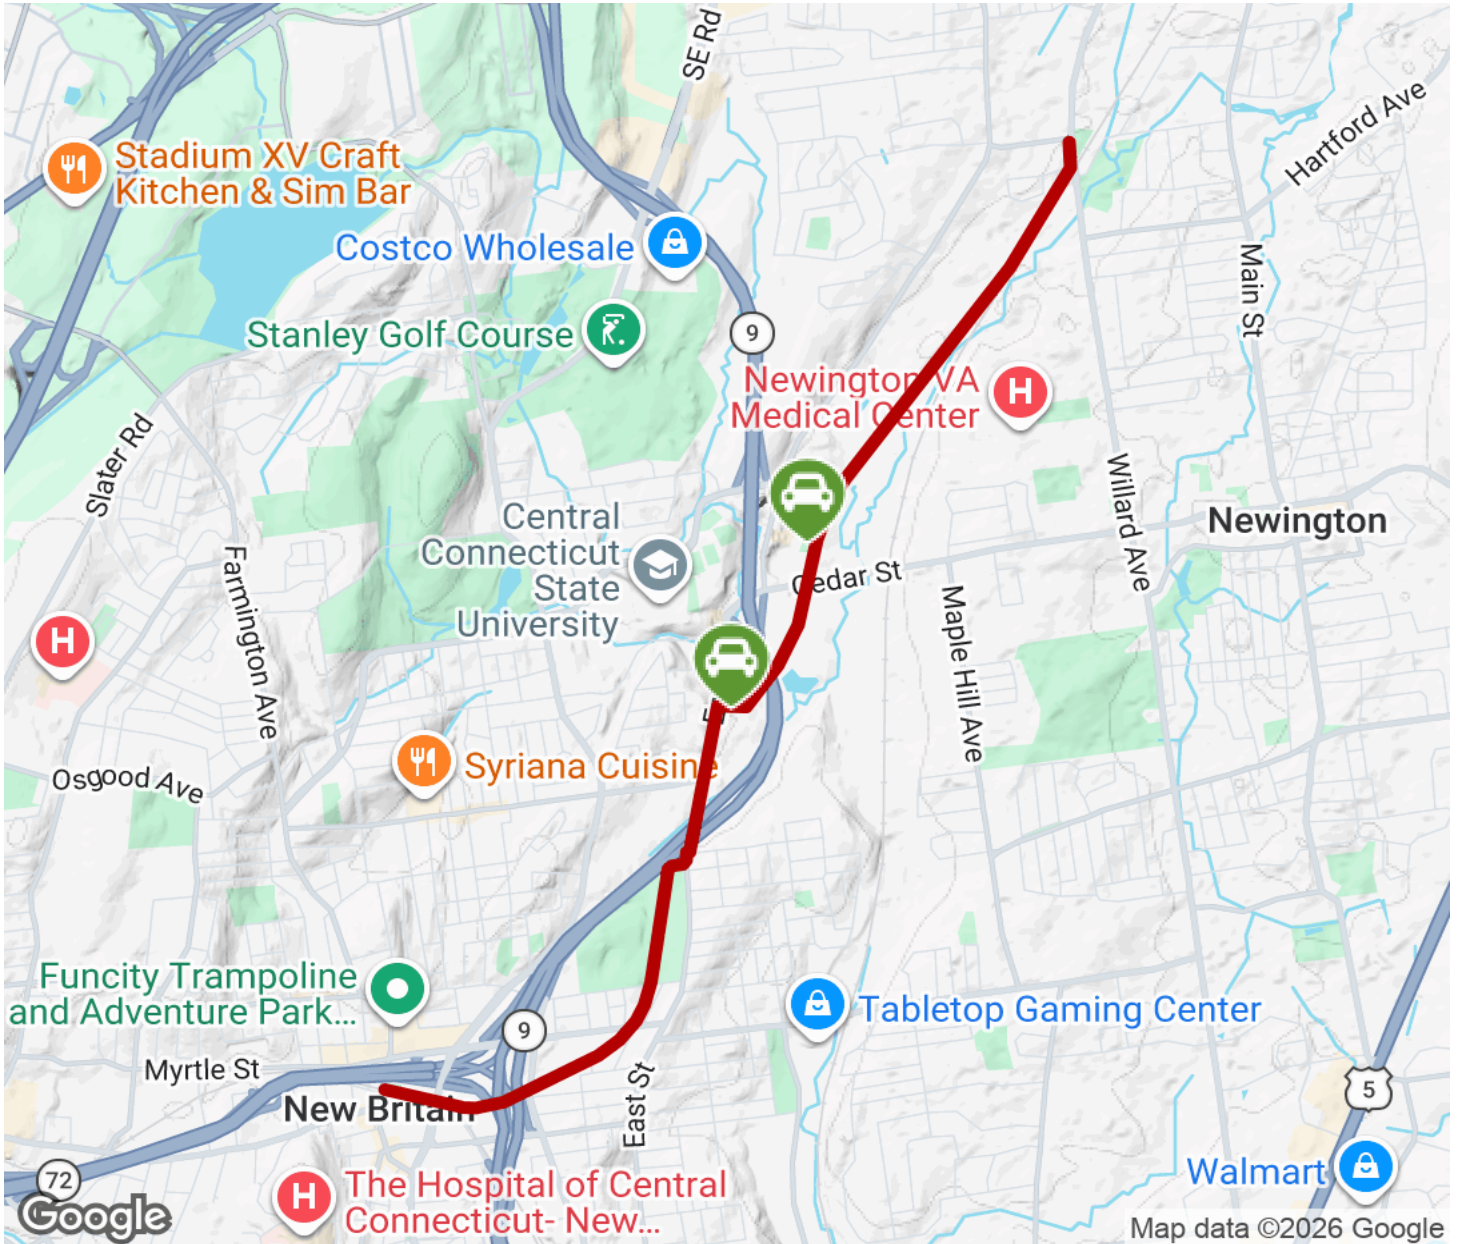 SE Rd
Hartford Ave
Stadium XV Craft
Kitchen & Sim Bar
Costco Wholesale
Main St
Stanley Golf Course
9
Newington VA
Medical Center
H
Slater Rd
Willard Ave
Central
Connecticut
State
University
Newington
Farmington Ave
Cedar St
Maple Hill Ave
H
Syriana Cuisine
Osgood Ave
Funcity Trampoline
and Adventure Park...
Tabletop Gaming Center
9
Myrtle St
New Britain
East St
5
72
H
The Hospital of Central
Connecticut- New...
Walmart
Google
Map data ©2026 Google